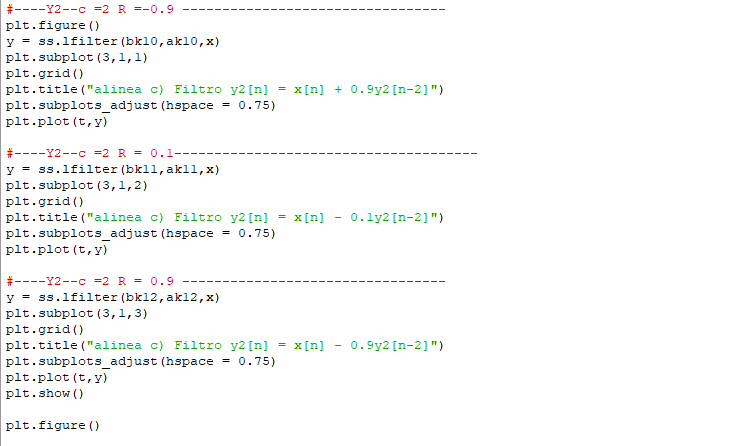 #----Y2--c =2 R =-0.9 ---------------------------------
plt.figure()
y = ss.lfilter(bk10,ak10,x)
plt.subplot(3,1,1)
plt.grid()
plt.title("alinea c) Filtro y2[n] = x[n] + 0.9y2[n-2]")
plt.subplots_adjust(hspace = 0.75)
plt.plot(t,y)
#----Y2--c =2 R = 0.1--------------------------------------
y = ss.lfilter(bk11,ak11,x)
plt.subplot(3,1,2)
plt.grid()
plt.title("alinea c) Filtro y2[n] = x[n] - 0.1y2[n-2]")
plt.subplots_adjust(hspace = 0.75)
plt.plot(t,y)
#----Y2--c =2 R = 0.9 ---------------------------------
y = ss.lfilter(bk12,ak12,x)
plt.subplot(3,1,3)
plt.grid()
plt.title("alinea c) Filtro y2[n] = x[n] - 0.9y2[n-2]")
plt.subplots_adjust(hspace = 0.75)
plt.plot(t,y)
plt.show()
plt.figure()